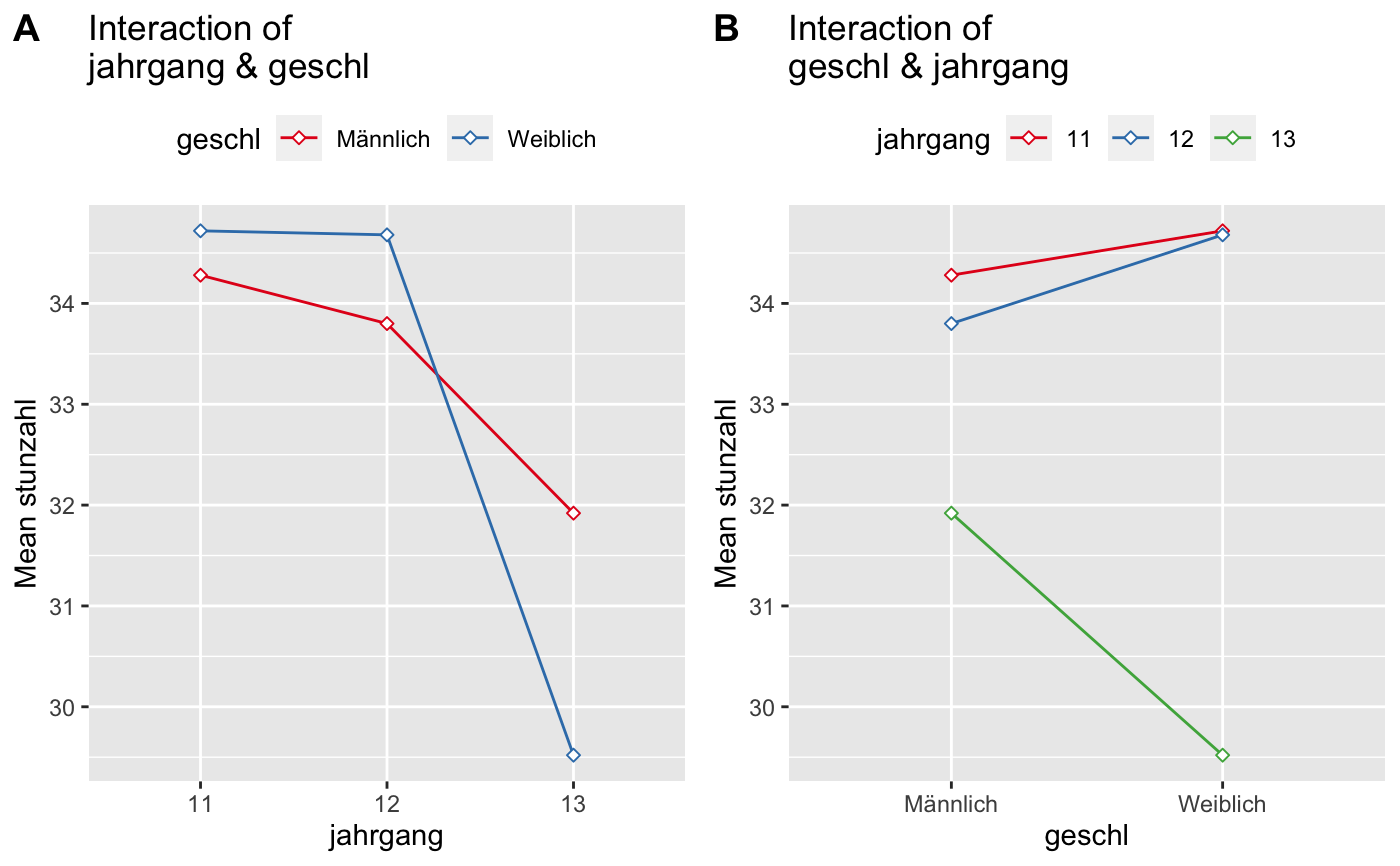 A
Interaction of
jahrgang & geschl
geschl Männlich Weiblich
Mean stunzahl
34
33
32
31
30
11 12 13
jahrgang
B
Interaction of
geschl & jahrgang
jahrgang 11 12 13
Mean stunzahl
34
33
32
31
30
Männlich Weiblich
geschl